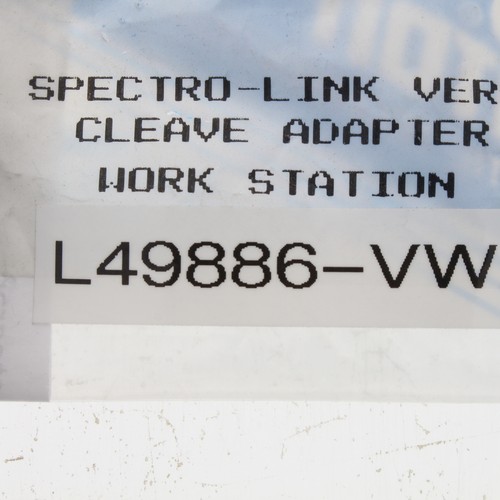 SPECTRO-LINK VER
CLEAVE ADAPTER
WORK STATION
L49886-VW